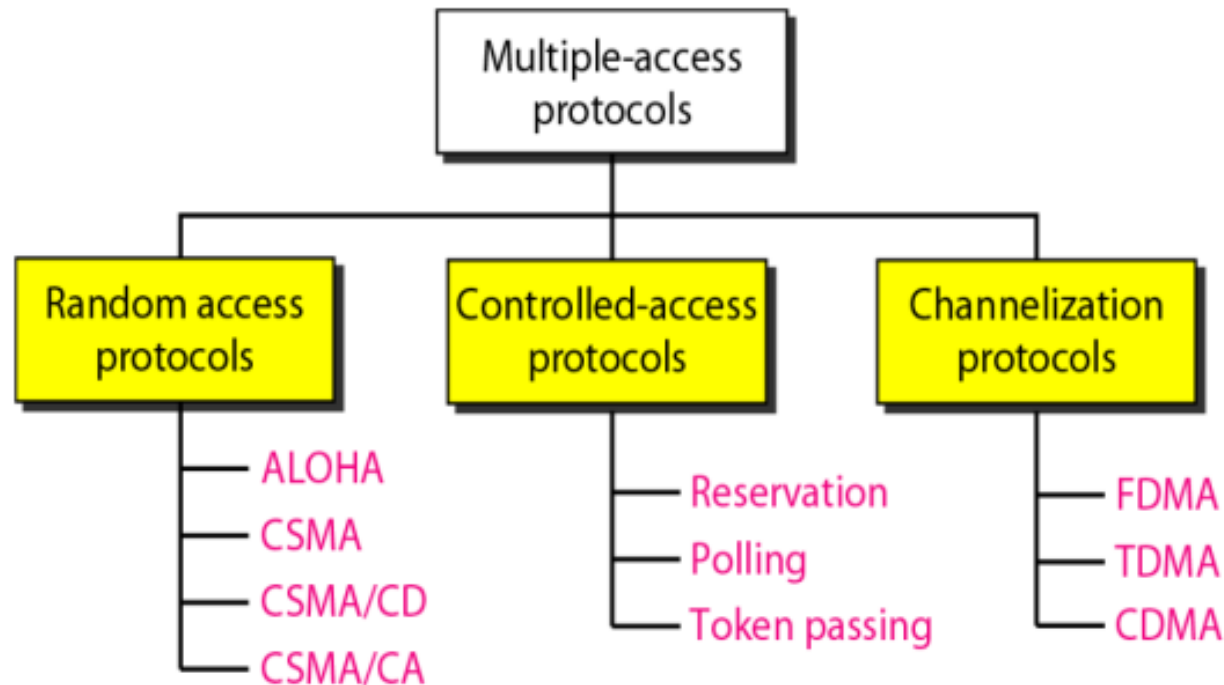 Multiple-access
protocols
Random access
protocols
ALOHA
CSMA
CSMA/CD
CSMA/CA
Controlled-access
protocols
Reservation
Polling
Token passing
Channelization
protocols
FDMA
TDMA
CDMA